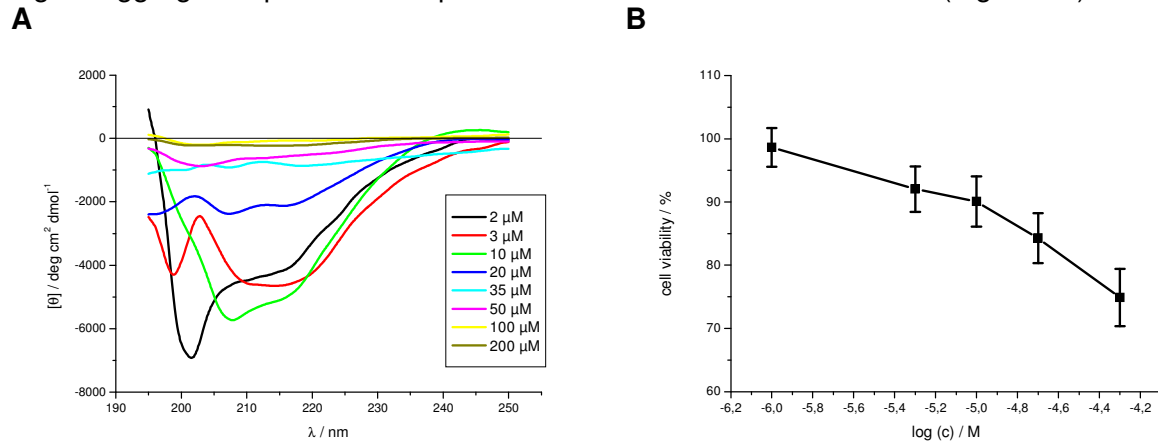 A
B
2000
0
-2000
-4000
-6000
-8000
[θ] / deg cm² dmol⁻¹
190 200 210 220 230 240 250
λ / nm
2 µM
3 µM
10 µM
20 µM
35 µM
50 µM
100 µM
200 µM
110
100
90
80
70
60
cell viability / %
-6,2 -6,0 -5,8 -5,6 -5,4 -5,2 -5,0 -4,8 -4,6 -4,4 -4,2
log (c) / M